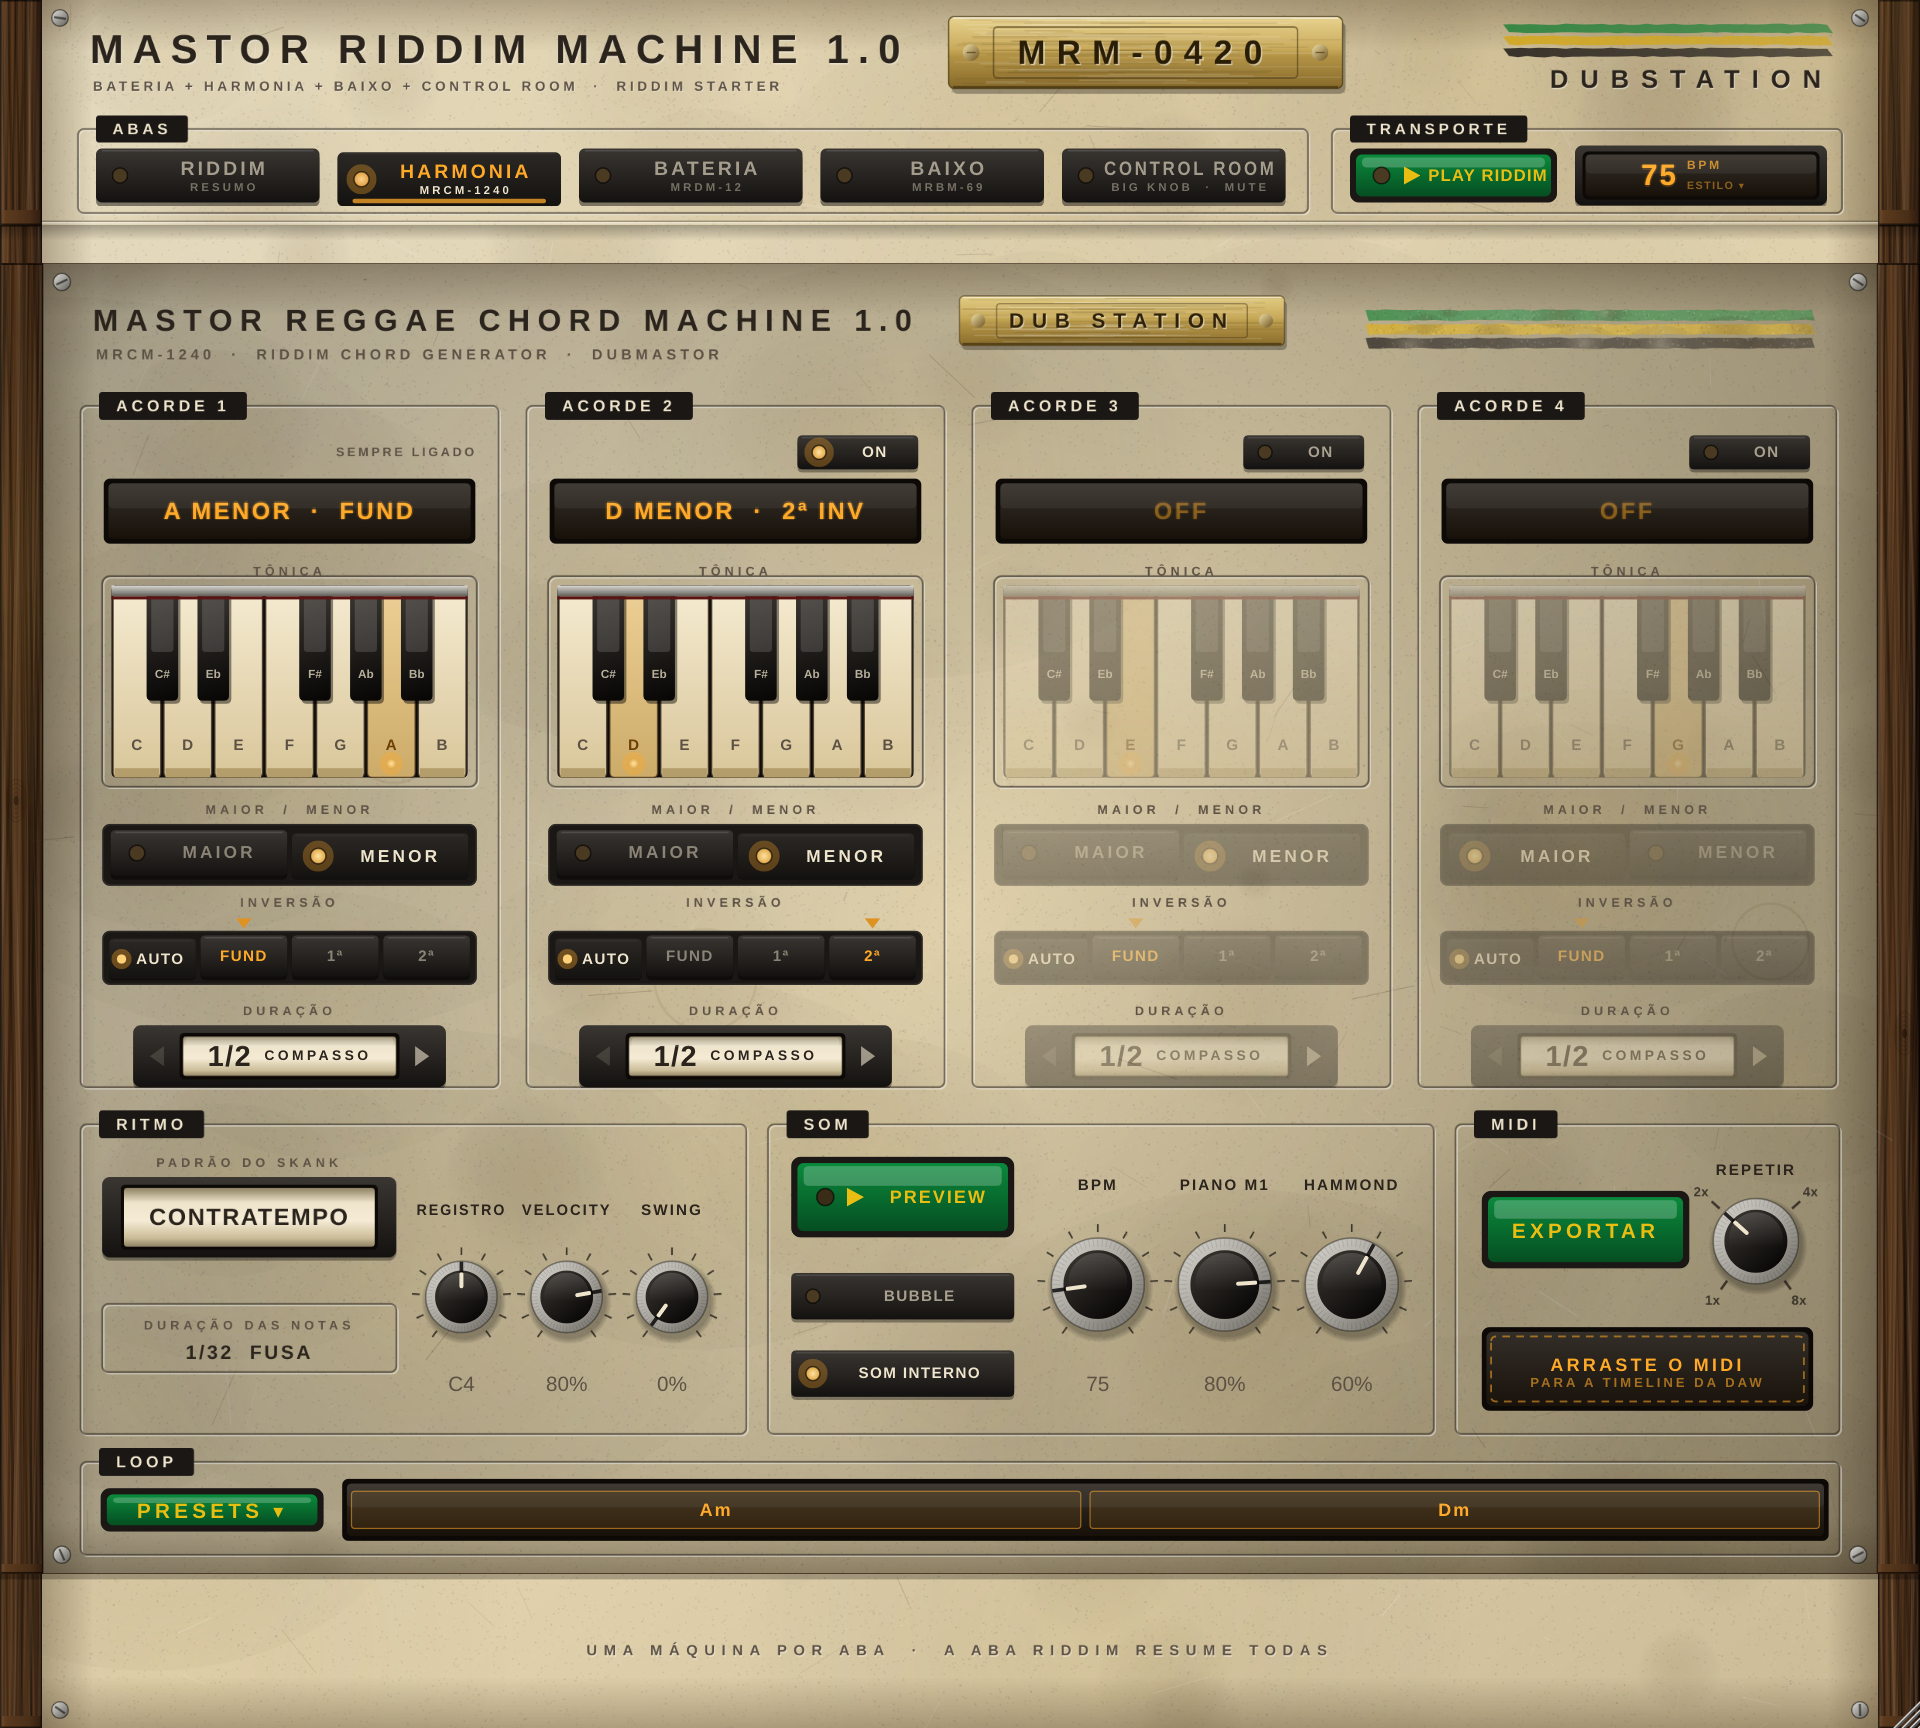 MASTOR RIDDIM MACHINE 1.0
BATERIA + HARMONIA + BAIXO + CONTROL ROOM · RIDDIM STARTER
MRM-0420
DUBSTATION
ABAS
RIDDIM
RESUMO
HARMONIA
MRCM-1240
BATERIA
MRDM-12
BAIXO
MRBM-69
CONTROL ROOM
BIG KNOB · MUTE
TRANSPORTE
▶ PLAY RIDDIM
75 BPM
ESTILO ▾
MASTOR REGGAE CHORD MACHINE 1.0
MRCM-1240 · RIDDIM CHORD GENERATOR · DUBMASTOR
DUB STATION
ACORDE 1
SEMPRE LIGADO
A MENOR · FUND
TÔNICA
C# Eb F# Ab Bb
C D E F G A B
MAIOR / MENOR
MAIOR MENOR
INVERSÃO
AUTO FUND 1ª 2ª
DURAÇÃO
1/2 COMPASSO
ACORDE 2
ON
D MENOR · 2ª INV
TÔNICA
C# Eb F# Ab Bb
C D E F G A B
MAIOR / MENOR
MAIOR MENOR
INVERSÃO
AUTO FUND 1ª 2ª
DURAÇÃO
1/2 COMPASSO
ACORDE 3
ON
OFF
TÔNICA
C# Eb F# Ab Bb
C D E F G A B
MAIOR / MENOR
MAIOR MENOR
INVERSÃO
AUTO FUND 1ª 2ª
DURAÇÃO
1/2 COMPASSO
ACORDE 4
ON
OFF
TÔNICA
C# Eb F# Ab Bb
C D E F G A B
MAIOR / MENOR
MAIOR MENOR
INVERSÃO
AUTO FUND 1ª 2ª
DURAÇÃO
1/2 COMPASSO
RITMO
PADRÃO DO SKANK
CONTRATEMPO
DURAÇÃO DAS NOTAS
1/32 FUSA
REGISTRO VELOCITY SWING
C4 80% 0%
SOM
▶ PREVIEW
BUBBLE
SOM INTERNO
BPM PIANO M1 HAMMOND
75 80% 60%
MIDI
EXPORTAR
REPETIR
2x 4x
1x 8x
ARRASTE O MIDI
PARA A TIMELINE DA DAW
LOOP
PRESETS ▾
Am
Dm
UMA MÁQUINA POR ABA · A ABA RIDDIM RESUME TODAS